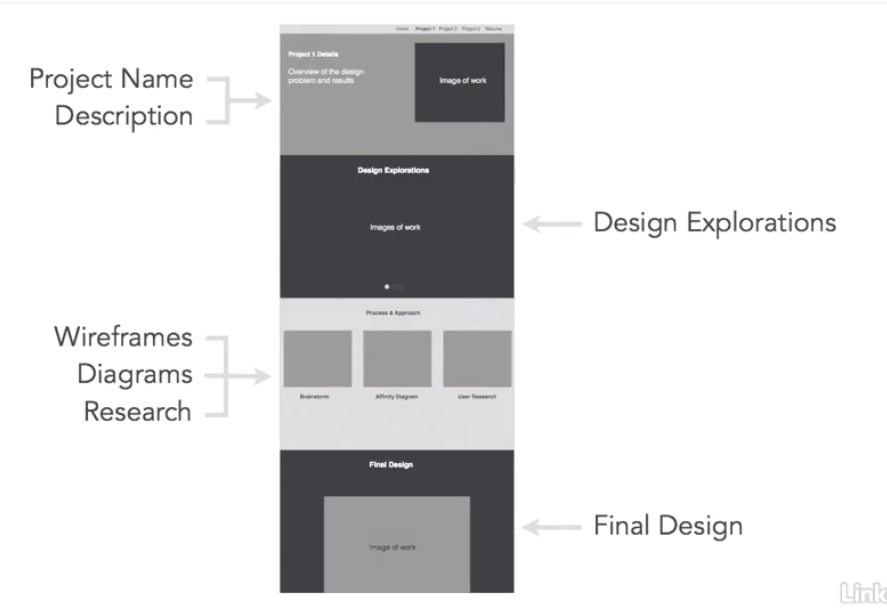 Home Project 1 Project 2 Project 3 Resume
Project 1 Details
Overview of the design
problem and results
Image of work
Project Name
Description
Design Explorations
Images of work
Design Explorations
Process & Approach
Wireframes
Diagrams
Research
Brainstorm
Affinity Diagram
User Research
Final Design
Image of work
Final Design
Link